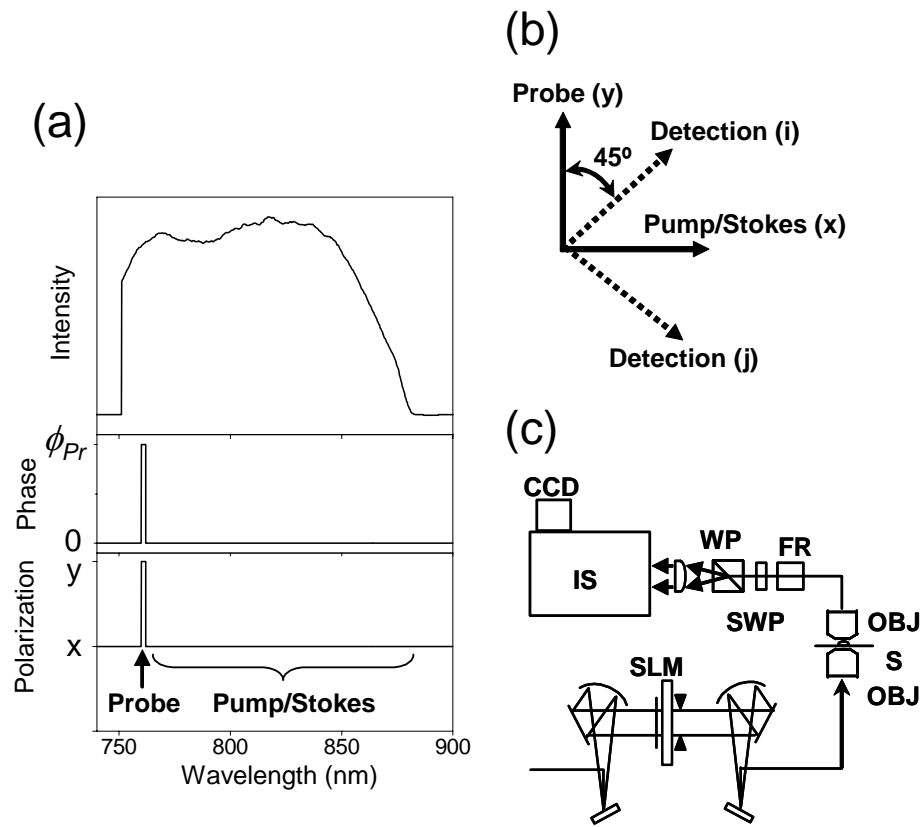 (a)
Intensity
ϕPr
Phase
0
y
Polarization
x
Probe
Pump/Stokes
750
800
850
900
Wavelength (nm)
(b)
Probe (y)
Detection (i)
45º
Pump/Stokes (x)
Detection (j)
(c)
CCD
WP
FR
IS
SWP
OBJ
S
OBJ
SLM